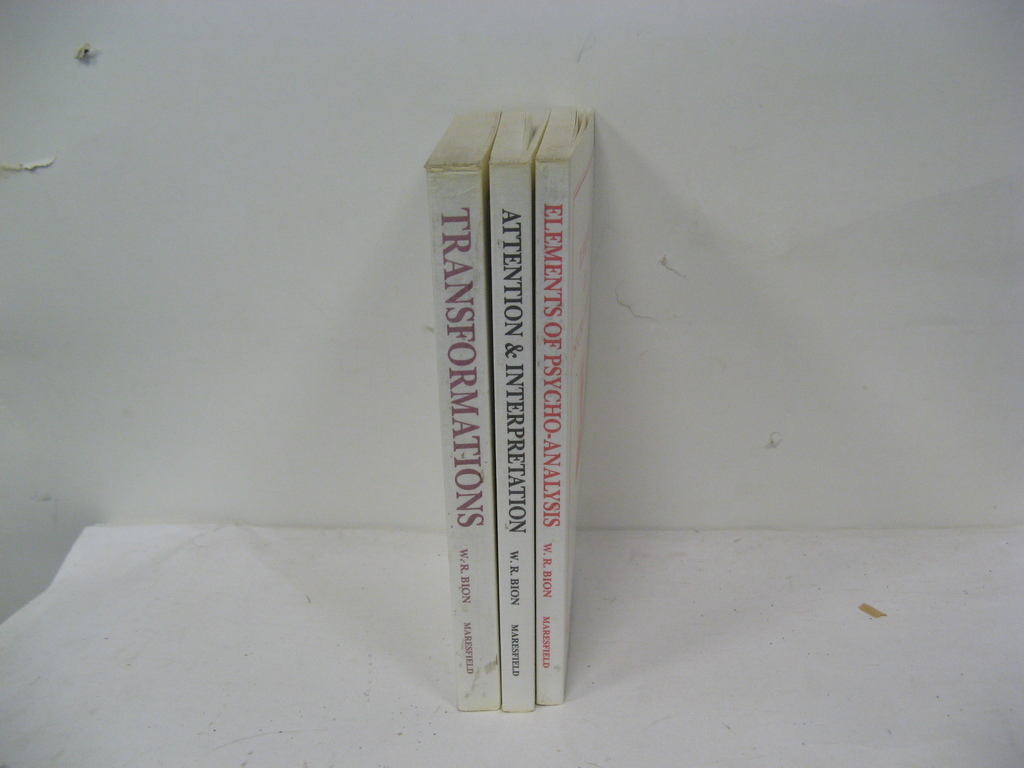 TRANSFORMATIONS W. R. BION MARESFIELD
ATTENTION & INTERPRETATION W. R. BION MARESFIELD
ELEMENTS OF PSYCHO-ANALYSIS W. R. BION MARESFIELD